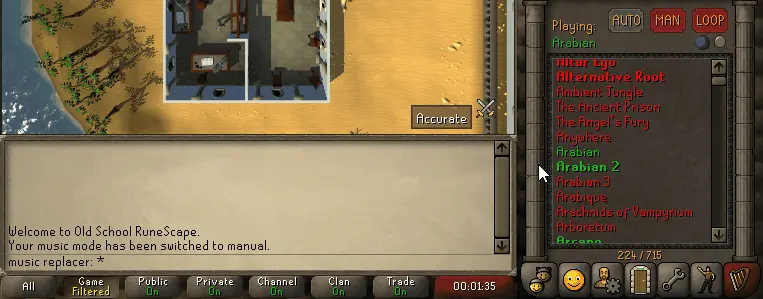 Playing:
AUTO
MAN
LOOP
Arabian
Altar Ego
Alternative Root
Ambient Jungle
The Ancient Prison
The Angel's Fury
Anywhere
Arabian
Arabian 2
Arabian 3
Arabique
Arachnids of Vampyrium
Arboretum
Arcano
224 / 715
Accurate
Welcome to Old School RuneScape.
Your music mode has been switched to manual.
music replacer: *
All
Game
Filtered
Public
On
Private
On
Channel
On
Clan
On
Trade
On
00:01:35